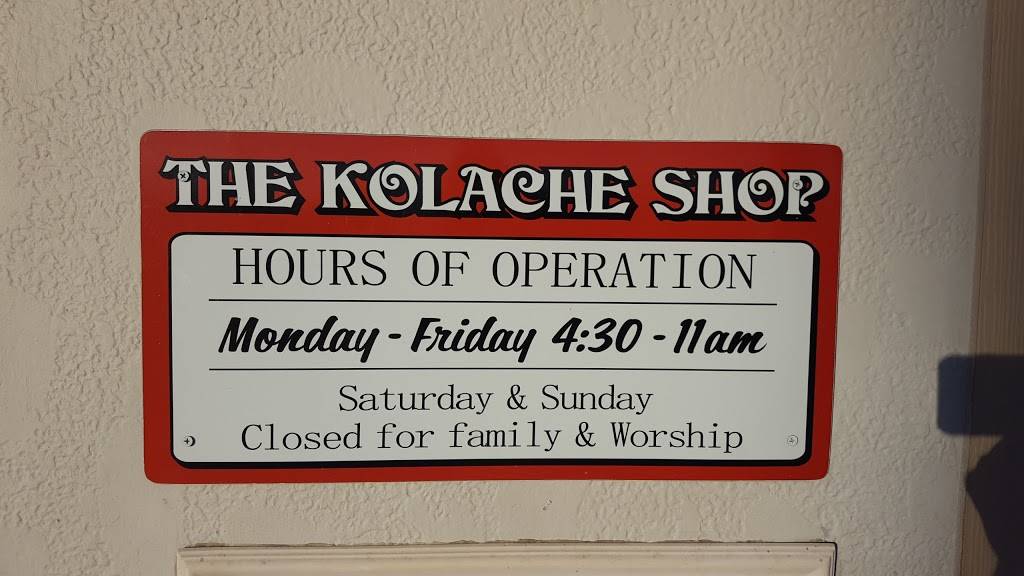 THE KOLACHE SHOP
HOURS OF OPERATION
Monday - Friday 4:30 - 11am
Saturday & Sunday
Closed for family & Worship